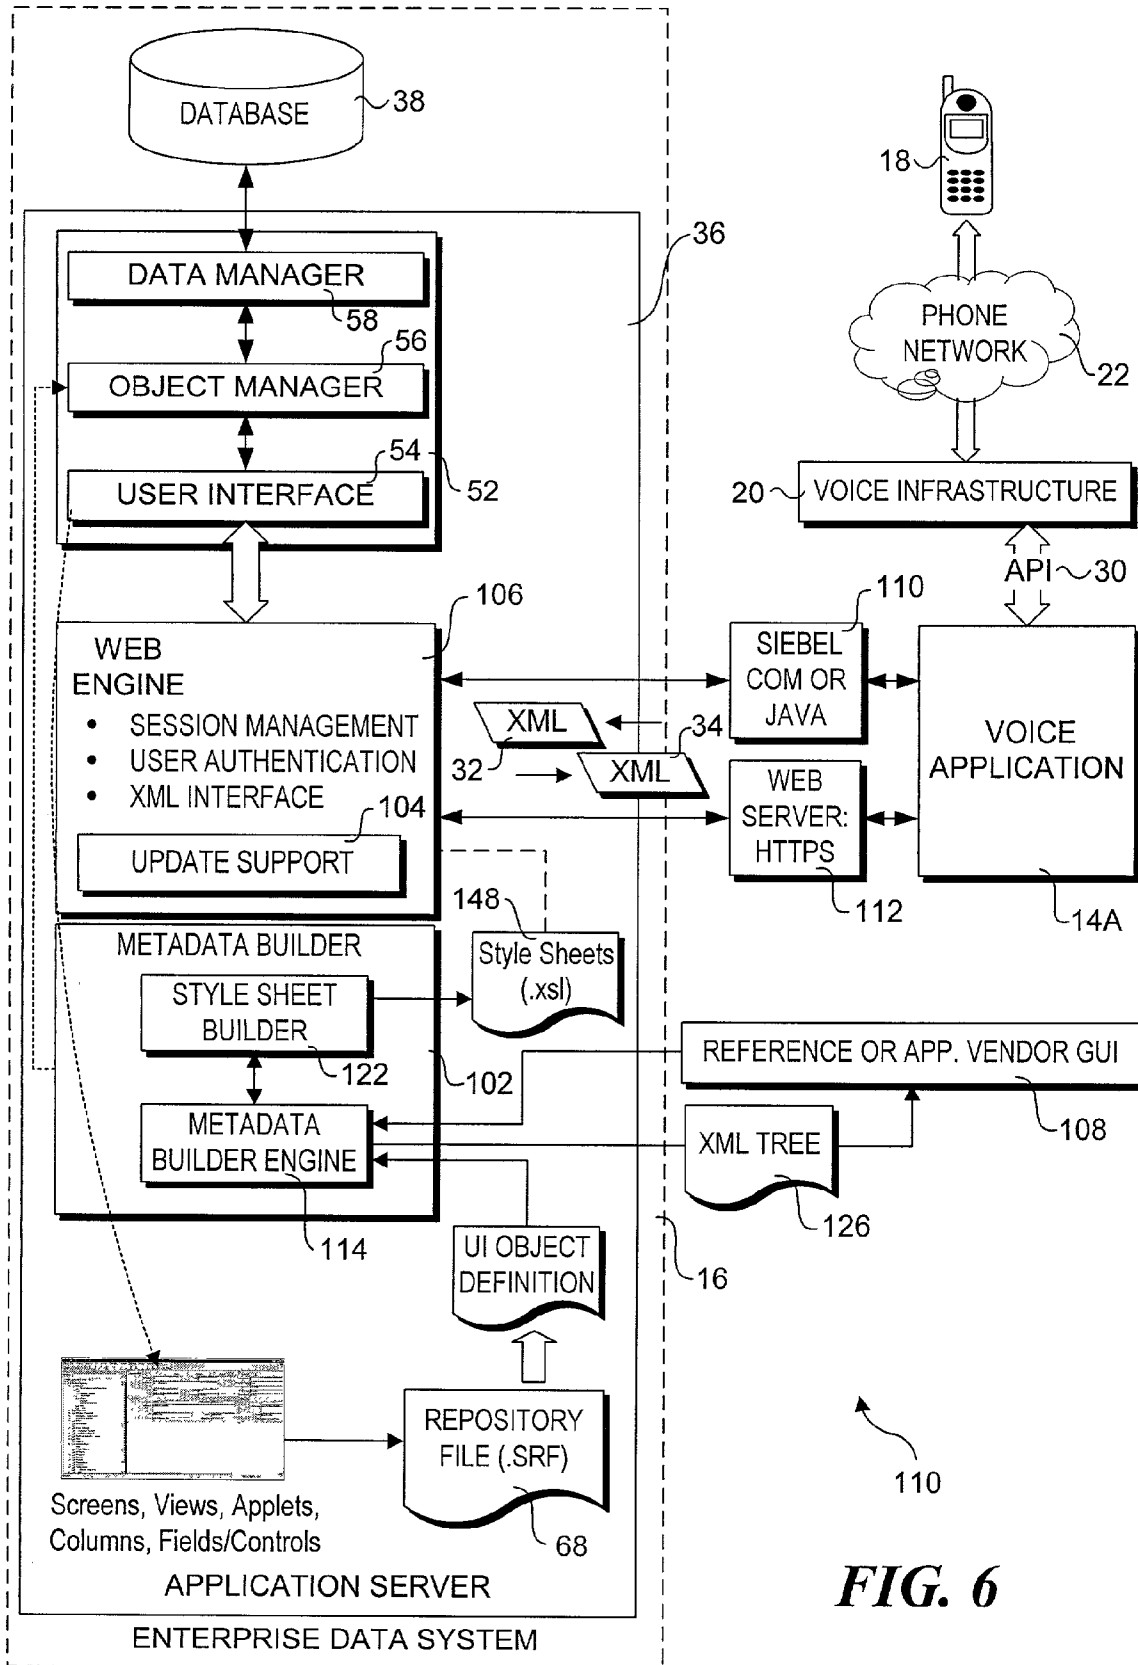 DATABASE
38
18
36
DATA MANAGER
58
PHONE
NETWORK
22
56
OBJECT MANAGER
54
USER INTERFACE
52
20
VOICE INFRASTRUCTURE
API
30
106
110
WEB
ENGINE
• SESSION MANAGEMENT
• USER AUTHENTICATION
• XML INTERFACE
104
UPDATE SUPPORT
SIEBEL
COM OR
JAVA
XML
32
34
XML
WEB
SERVER:
HTTPS
112
VOICE
APPLICATION
14A
148
Style Sheets
(.xsl)
METADATA BUILDER
STYLE SHEET
BUILDER
122
102
METADATA
BUILDER ENGINE
114
REFERENCE OR APP. VENDOR GUI
108
XML TREE
126
16
UI OBJECT
DEFINITION
REPOSITORY
FILE (.SRF)
68
110
Screens, Views, Applets,
Columns, Fields/Controls
APPLICATION SERVER
ENTERPRISE DATA SYSTEM
FIG. 6